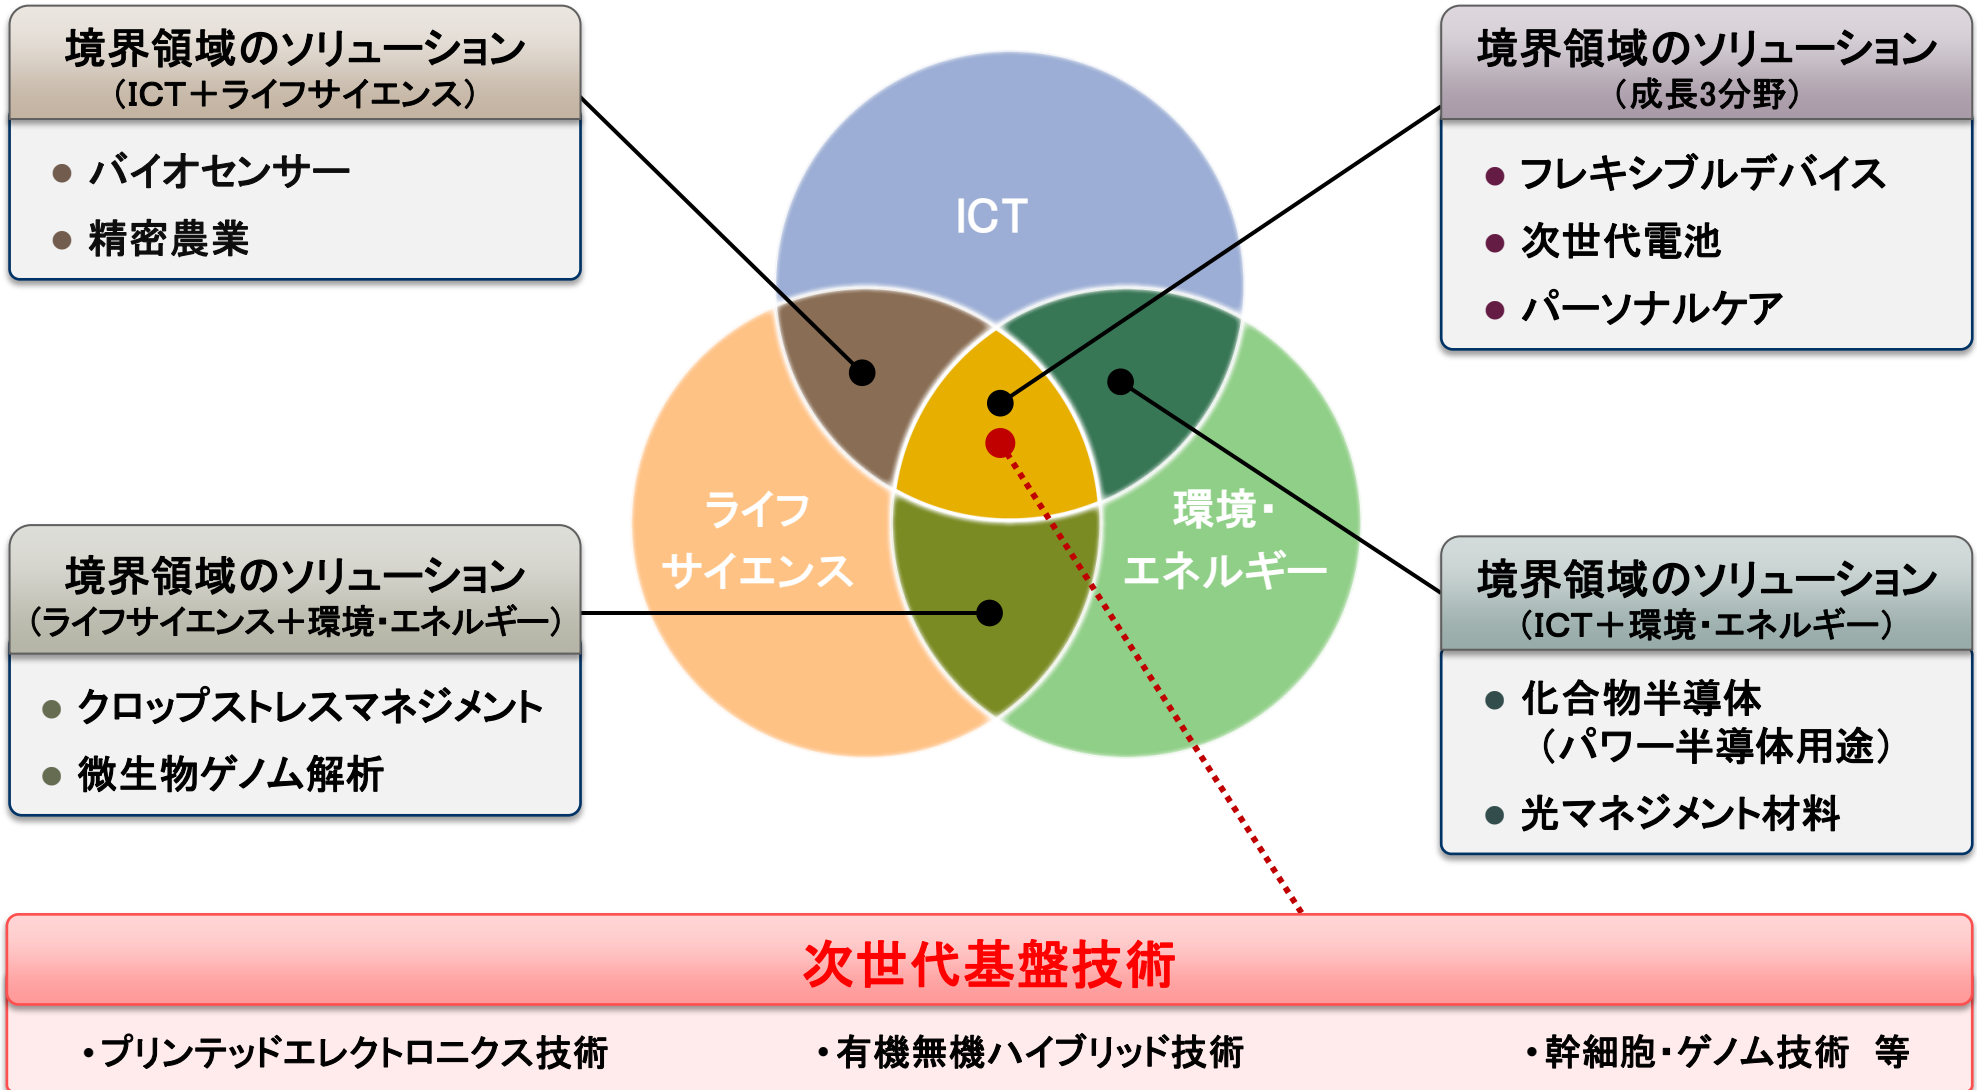 境界領域のソリューション
（ICT＋ライフサイエンス）
● バイオセンサー
● 精密農業
境界領域のソリューション
（成長3分野）
● フレキシブルデバイス
● 次世代電池
● パーソナルケア
ICT
ライフ
サイエンス
環境・
エネルギー
境界領域のソリューション
（ライフサイエンス＋環境・エネルギー）
● クロップストレスマネジメント
● 微生物ゲノム解析
境界領域のソリューション
（ICT＋環境・エネルギー）
● 化合物半導体
（パワー半導体用途）
● 光マネジメント材料
次世代基盤技術
・プリンテッドエレクトロニクス技術
・有機無機ハイブリッド技術
・幹細胞・ゲノム技術　等